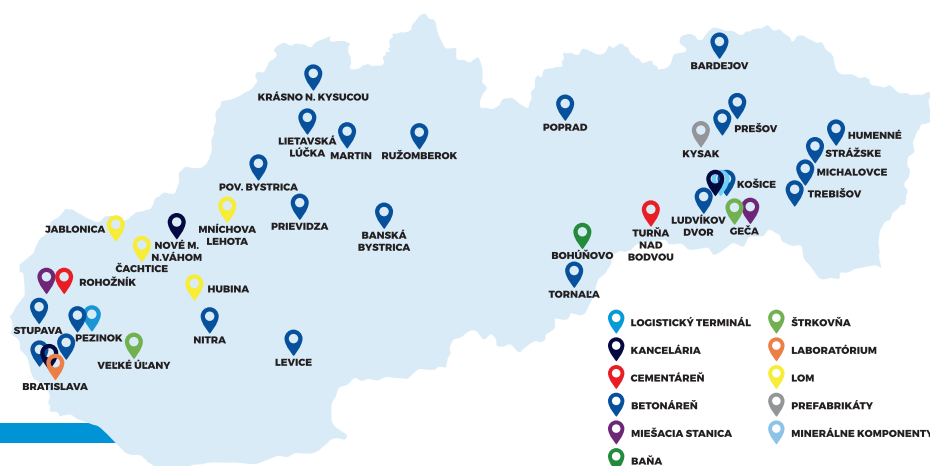 BARDEJOV
KRÁSNO N. KYSUCOU
POPRAD
PREŠOV
HUMENNÉ
LIETAVSKÁ
LÚČKA
MARTIN
RUŽOMBEROK
KYSAK
STRÁŽSKE
MICHALOVCE
POV. BYSTRICA
KOŠICE
TREBIŠOV
JABLONICA
MNÍCHOVA
LEHOTA
PRIEVIDZA
BANSKÁ
BYSTRICA
LUDVÍKOV
DVOR
GEČA
TURŇA
NAD
BODVOU
NOVÉ M.
N.VÁHOM
ČACHTICE
BOHÚŇOVO
ROHOŽNÍK
HUBINA
TORNAĽA
STUPAVA
PEZINOK
NITRA
VEĽKÉ ÚĽANY
LEVICE
BRATISLAVA
LOGISTICKÝ TERMINÁL
KANCELÁRIA
CEMENTÁREŇ
BETONÁREŇ
MIEŠACIA STANICA
BAŇA
ŠTRKOVŇA
LABORATÓRIUM
LOM
PREFABRIKÁTY
MINERÁLNE KOMPONENTY